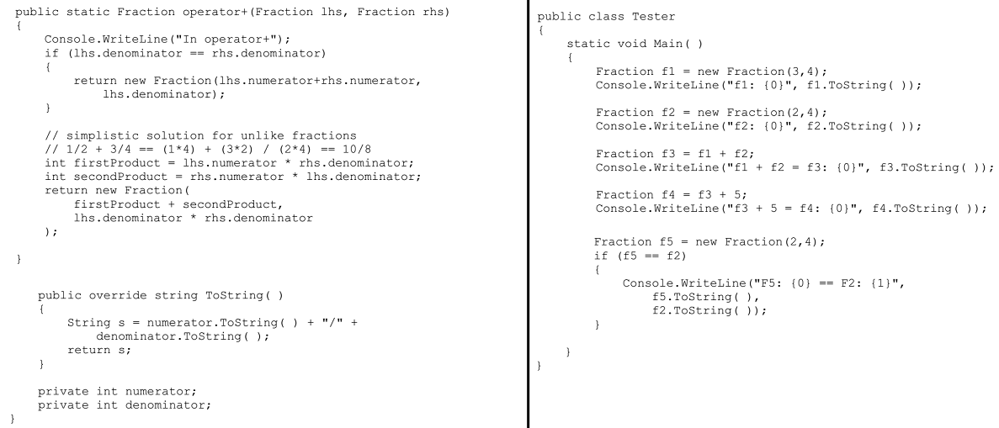 public static Fraction operator+(Fraction lhs, Fraction rhs)
{
Console.WriteLine("In operator+");
if (lhs.denominator == rhs.denominator)
{
return new Fraction(lhs.numerator+rhs.numerator,
lhs.denominator);
}
// simplistic solution for unlike fractions
// 1/2 + 3/4 == (1*4) + (3*2) / (2*4) == 10/8
int firstProduct = lhs.numerator * rhs.denominator;
int secondProduct = rhs.numerator * lhs.denominator;
return new Fraction(
firstProduct + secondProduct,
lhs.denominator * rhs.denominator
);
}
public override string ToString( )
{
String s = numerator.ToString( ) + "/" +
denominator.ToString( );
return s;
}
private int numerator;
private int denominator;
}
public class Tester
{
static void Main( )
{
Fraction f1 = new Fraction(3,4);
Console.WriteLine("f1: {0}", f1.ToString( ));
Fraction f2 = new Fraction(2,4);
Console.WriteLine("f2: {0}", f2.ToString( ));
Fraction f3 = f1 + f2;
Console.WriteLine("f1 + f2 = f3: {0}", f3.ToString( ));
Fraction f4 = f3 + 5;
Console.WriteLine("f3 + 5 = f4: {0}", f4.ToString( ));
Fraction f5 = new Fraction(2,4);
if (f5 == f2)
{
Console.WriteLine("F5: {0} == F2: {1}",
f5.ToString( ),
f2.ToString( ));
}
}
}